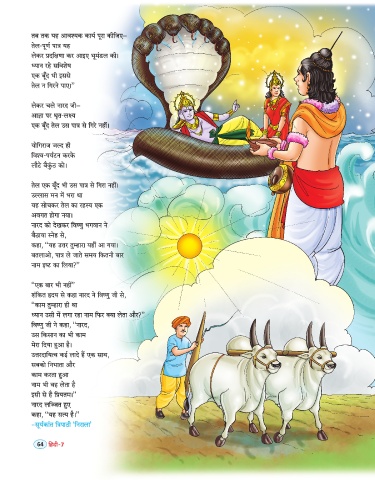 तब तक यह आवश्यक कार्य पूरा कीजिए–
तेल-पूर्ण पात्र यह
लेकर प्रदक्षिणा कर आइए भूमंडल की।
ध्यान रहे सविशेष
एक बूँद भी इससे
तेल न गिरने पाए।”
लेकर चले नारद जी–
आज्ञा पर धृत-लक्ष्य
एक बूँद तेल उस पात्र से गिरे नहीं।
योगिराज जल्द ही
विश्व-पर्यटन करके
लौटे बैकुंठ को।
तेल एक बूँद भी उस पात्र से गिरा नहीं।
उल्लास मन में भरा था
यह सोचकर तेल का रहस्य एक
अवगत होगा नया।
नारद को देखकर विष्णु भगवान ने
बैठाया स्नेह से,
कहा, “यह उत्तर तुम्हारा यहीं आ गया।
बतलाओ, पात्र ले जाते समय कितनी बार
नाम इष्ट का लिया?”
“एक बार भी नहीं”
शंकित हृदय से कहा नारद ने विष्णु जी से,
“काम तुम्हारा ही था
ध्यान उसी में लगा रहा नाम फिर क्या लेता और?”
विष्णु जी ने कहा, “नारद,
उस किसान का भी काम
मेरा दिया हुआ है।
उत्तरदायित्व कई लादे हैं एक साथ,
सबको निभाता और
काम करता हुआ
नाम भी वह लेता है
इसी से है प्रियतम।”
नारद लज्जित हुए
कहा, “यह सत्य है।”
–सूर्यकांत त्रिपाठी ‘निराला’
64 हिंदी-7